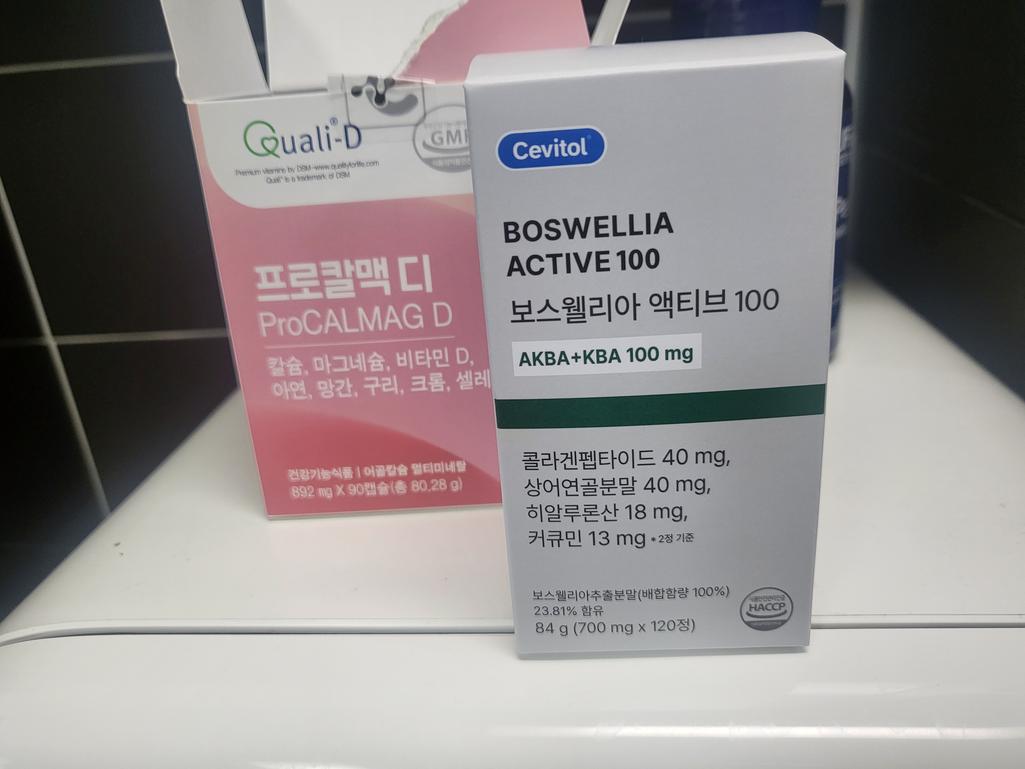 Quali®-D
Premium vitamins by DSM-www.qualityforlife.com
Quali® is a trademark of DSM
GMP
프로칼맥 디
ProCALMAG D
칼슘, 마그네슘, 비타민 D,
아연, 망간, 구리, 크롬, 셀레
건강기능식품 | 어골칼슘 멀티미네랄
892 mg X 90캡슐(총 80.28 g)
Cevitol®
BOSWELLIA
ACTIVE 100
보스웰리아 액티브 100
AKBA+KBA 100 mg
콜라겐펩타이드 40 mg,
상어연골분말 40 mg,
히알루론산 18 mg,
커큐민 13 mg *2정 기준
보스웰리아추출분말(배합함량 100%)
23.81% 함유
84 g (700 mg x 120정)
HACCP